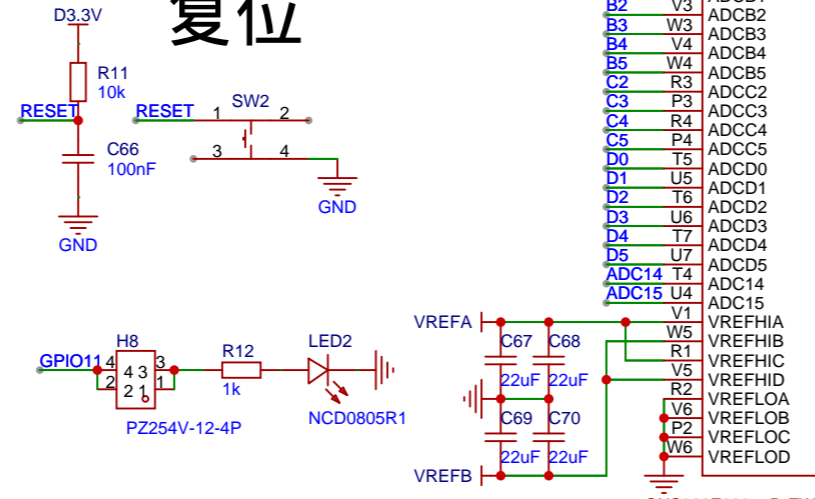 复位
D3.3V
R11
10k
RESET
C66
100nF
GND
RESET
SW2
1
2
3
4
GND
B2 V3 ADCB2
B3 W3 ADCB3
B4 V4 ADCB4
B5 W4 ADCB5
C2 R3 ADCC2
C3 P3 ADCC3
C4 R4 ADCC4
C5 P4 ADCC5
D0 T5 ADCD0
D1 U5 ADCD1
D2 T6 ADCD2
D3 U6 ADCD3
D4 T7 ADCD4
D5 U7 ADCD5
ADC14 T4 ADC14
ADC15 U4 ADC15
V1 VREFHIA
W5 VREFHIB
R1 VREFHIC
V5 VREFHID
R2 VREFLOA
V6 VREFLOB
P2 VREFLOC
W6 VREFLOD
GPIO11
H8
4 4 3 3
2 2 1 1
PZ254V-12-4P
R12
1k
LED2
NCD0805R1
VREFA
C67 C68
22uF 22uF
C69 C70
22uF 22uF
VREFB